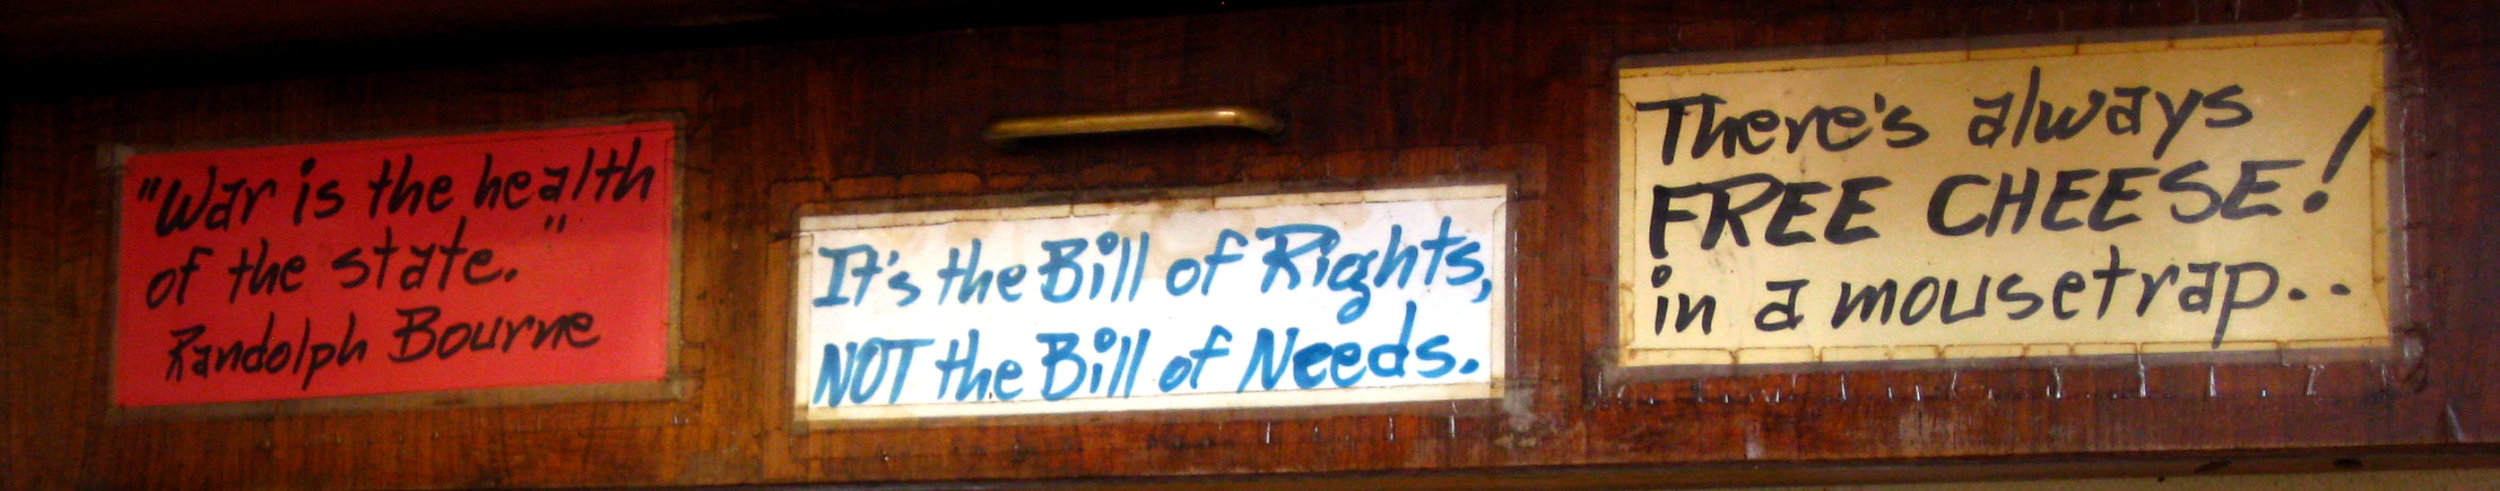 "War is the health
of the state."
Randolph Bourne
It's the Bill of Rights,
NOT the Bill of Needs.
There's always
FREE CHEESE!
in a mousetrap..